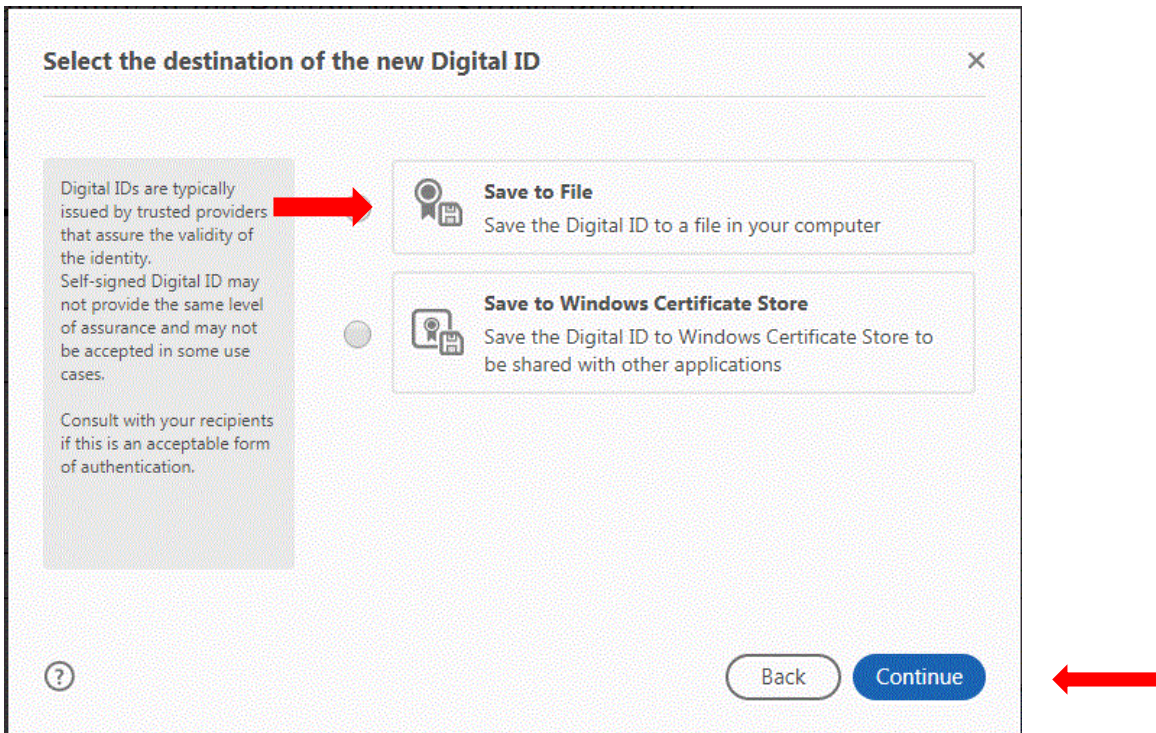 Select the destination of the new Digital ID
Digital IDs are typically
issued by trusted providers
that assure the validity of
the identity.
Self-signed Digital ID may
not provide the same level
of assurance and may not
be accepted in some use
cases.
Consult with your recipients
if this is an acceptable form
of authentication.
Save to File
Save the Digital ID to a file in your computer
Save to Windows Certificate Store
Save the Digital ID to Windows Certificate Store to
be shared with other applications
?
Back
Continue